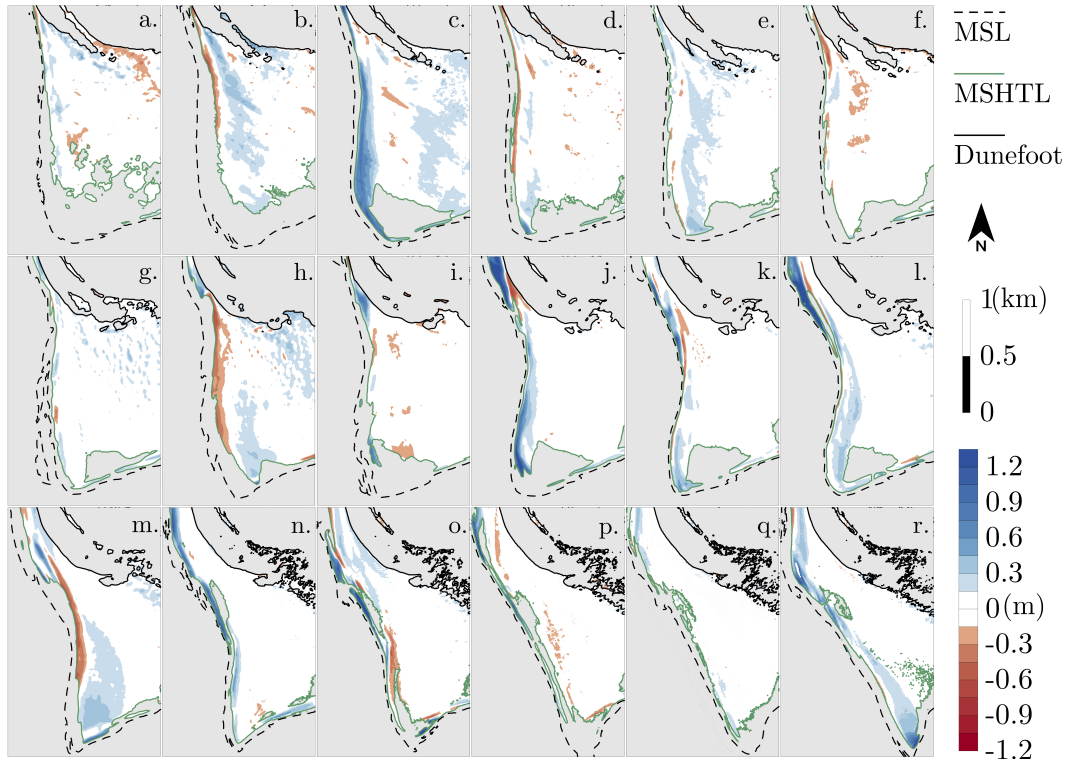 a.
b.
c.
d.
e.
f.
g.
h.
i.
j.
k.
l.
m.
n.
o.
p.
q.
r.
MSL
MSHTL
Dunefoot
N
1(km)
0.5
0
1.2
0.9
0.6
0.3
0(m)
-0.3
-0.6
-0.9
-1.2